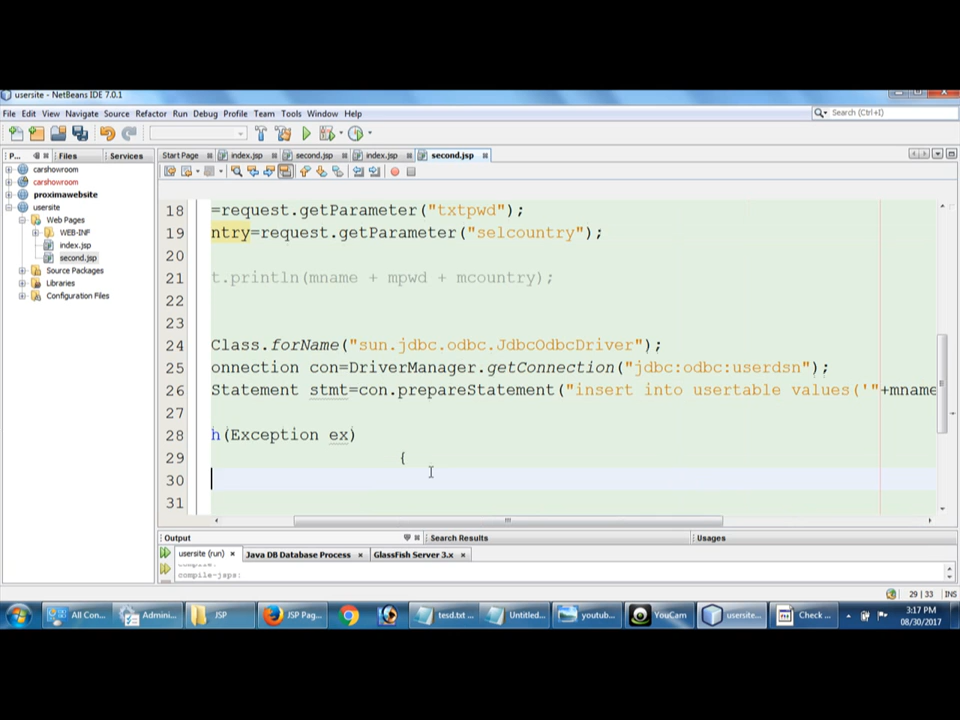 usersite - NetBeans IDE 7.0.1
File Edit View Navigate Source Refactor Run Debug Profile Team Tools Window Help
Search (Ctrl+I)
P... Files Services
Start Page index.jsp second.jsp index.jsp second.jsp
carshowroom
carshowroom
proximawebsite
usersite
Web Pages
WEB-INF
index.jsp
second.jsp
Source Packages
Libraries
Configuration Files
18 =request.getParameter("txtpwd");
19 ntry=request.getParameter("selcountry");
20
21 t.println(mname + mpwd + mcountry);
22
23
24 Class.forName("sun.jdbc.odbc.JdbcOdbcDriver");
25 onnection con=DriverManager.getConnection("jdbc:odbc:userdsn");
26 Statement stmt=con.prepareStatement("insert into usertable values('"+mname
27
28 h(Exception ex)
29 {
30
31
Output Search Results Usages
usersite (run) Java DB Database Process GlassFish Server 3.x
compile:
compile-jsps:
29 | 33 INS
All Con... Admini... JSP JSP Pag... tesd.txt ... Untitled... youtub... YouCam usersite... Check ...
3:17 PM
08/30/2017